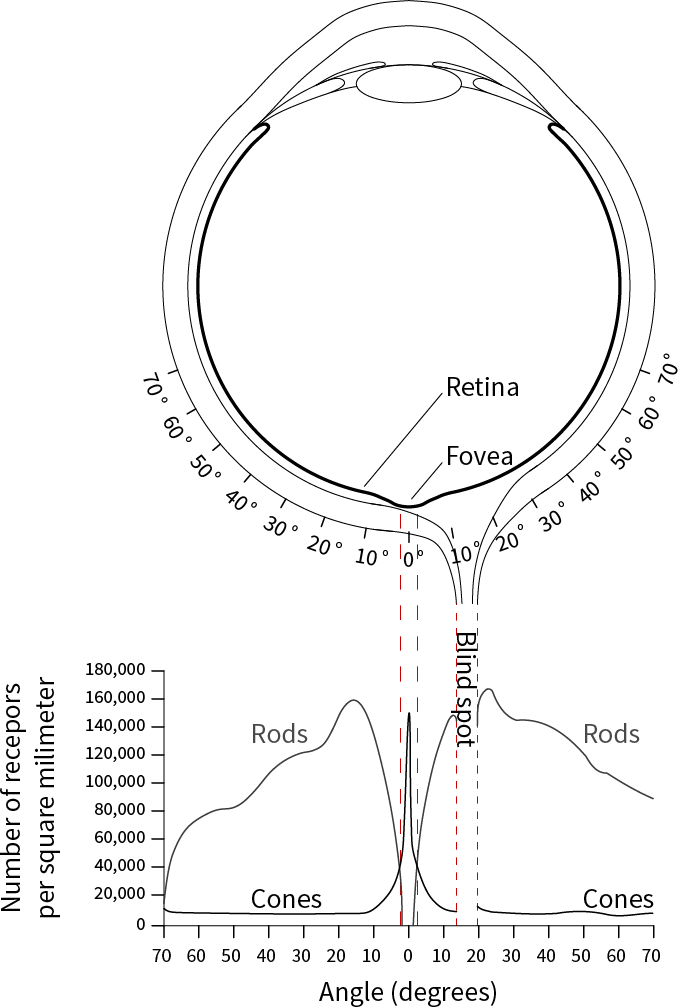 Retina
Fovea
70°
60°
50°
40°
30°
20°
10°
0°
10°
20°
30°
40°
50°
60°
70°
Blind spot
Number of recepors
per square milimeter
180,000
160,000
140,000
120,000
100,000
80,000
60,000
40,000
20,000
0
Rods
Rods
Cones
Cones
70 60 50 40 30 20 10 0 10 20 30 40 50 60 70
Angle (degrees)